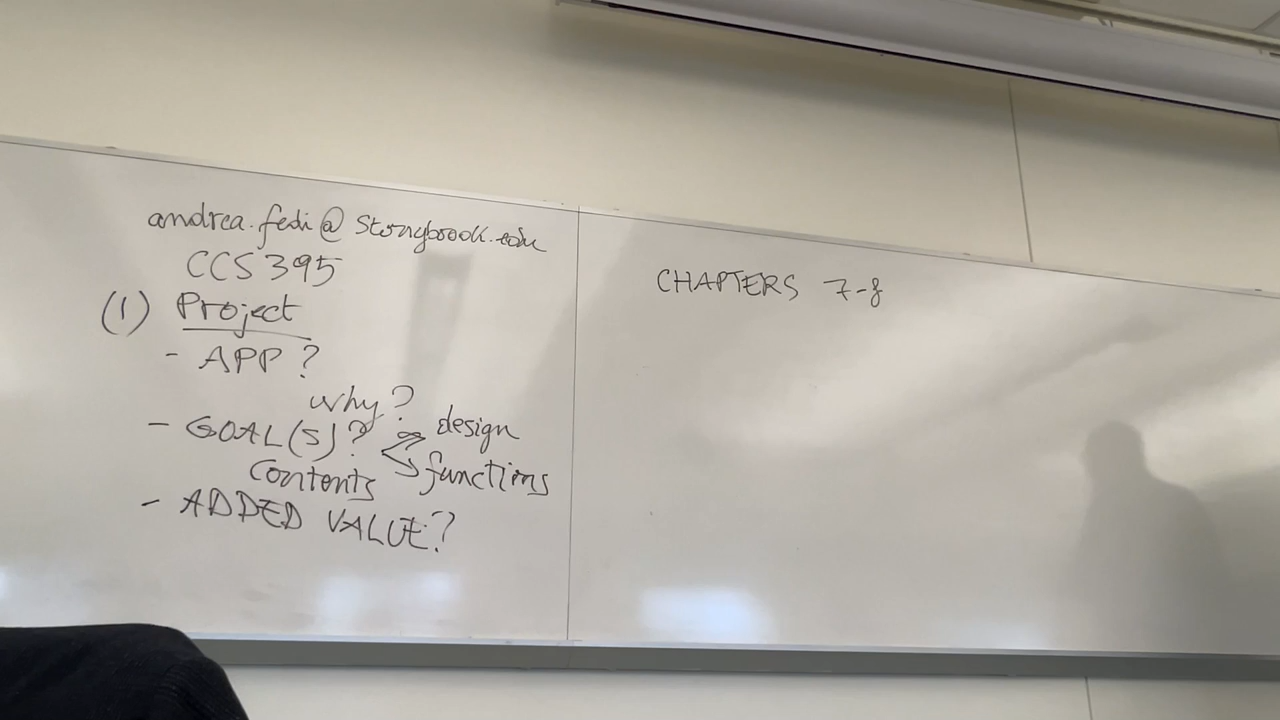 andrea.fedi@stonybrook.edu
CCS 395
(1) Project
- APP?
why?
- GOAL(S)?
design
functions
contents
- ADDED VALUE?
CHAPTERS 7-8